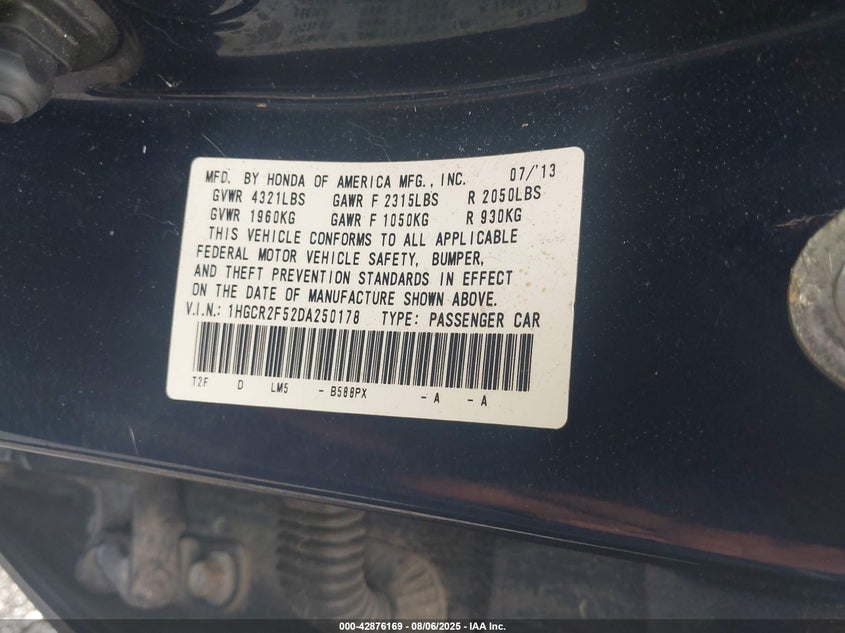 MFD. BY HONDA OF AMERICA MFG., INC. 07/'13
GVWR 4321LBS GAWR F 2315LBS R 2050LBS
GVWR 1960KG GAWR F 1050KG R 930KG
THIS VEHICLE CONFORMS TO ALL APPLICABLE
FEDERAL MOTOR VEHICLE SAFETY, BUMPER,
AND THEFT PREVENTION STANDARDS IN EFFECT
ON THE DATE OF MANUFACTURE SHOWN ABOVE.
V.I.N.: 1HGCR2F52DA250178 TYPE: PASSENGER CAR
T2F D LM5 - B588PX - A - A
000-42876169 - 08/06/2025 - IAA Inc.